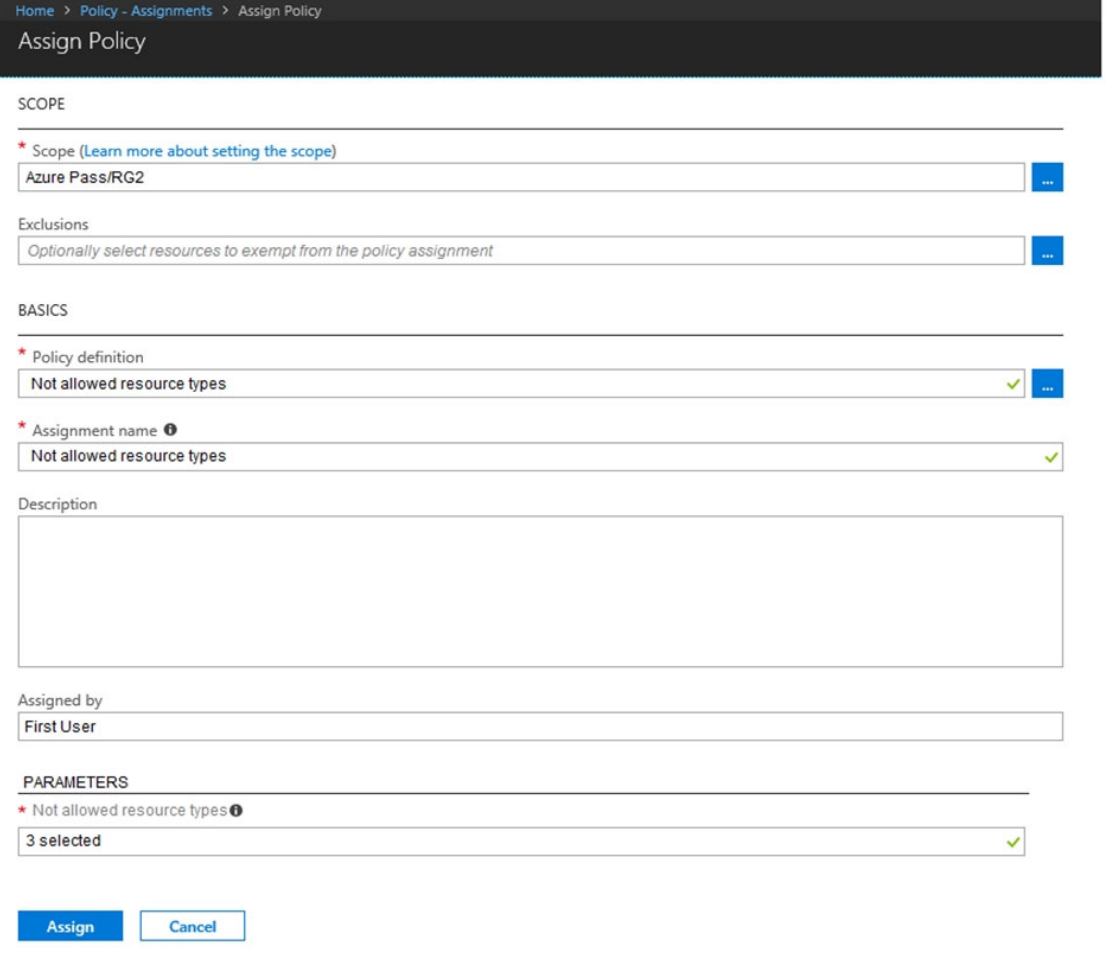 Home > Policy - Assignments > Assign Policy
Assign Policy
SCOPE
* Scope (Learn more about setting the scope)
Azure Pass/RG2
...
Exclusions
Optionally select resources to exempt from the policy assignment
...
BASICS
* Policy definition
Not allowed resource types
...
* Assignment name
Not allowed resource types
Description
Assigned by
First User
PARAMETERS
* Not allowed resource types
3 selected
Assign Cancel